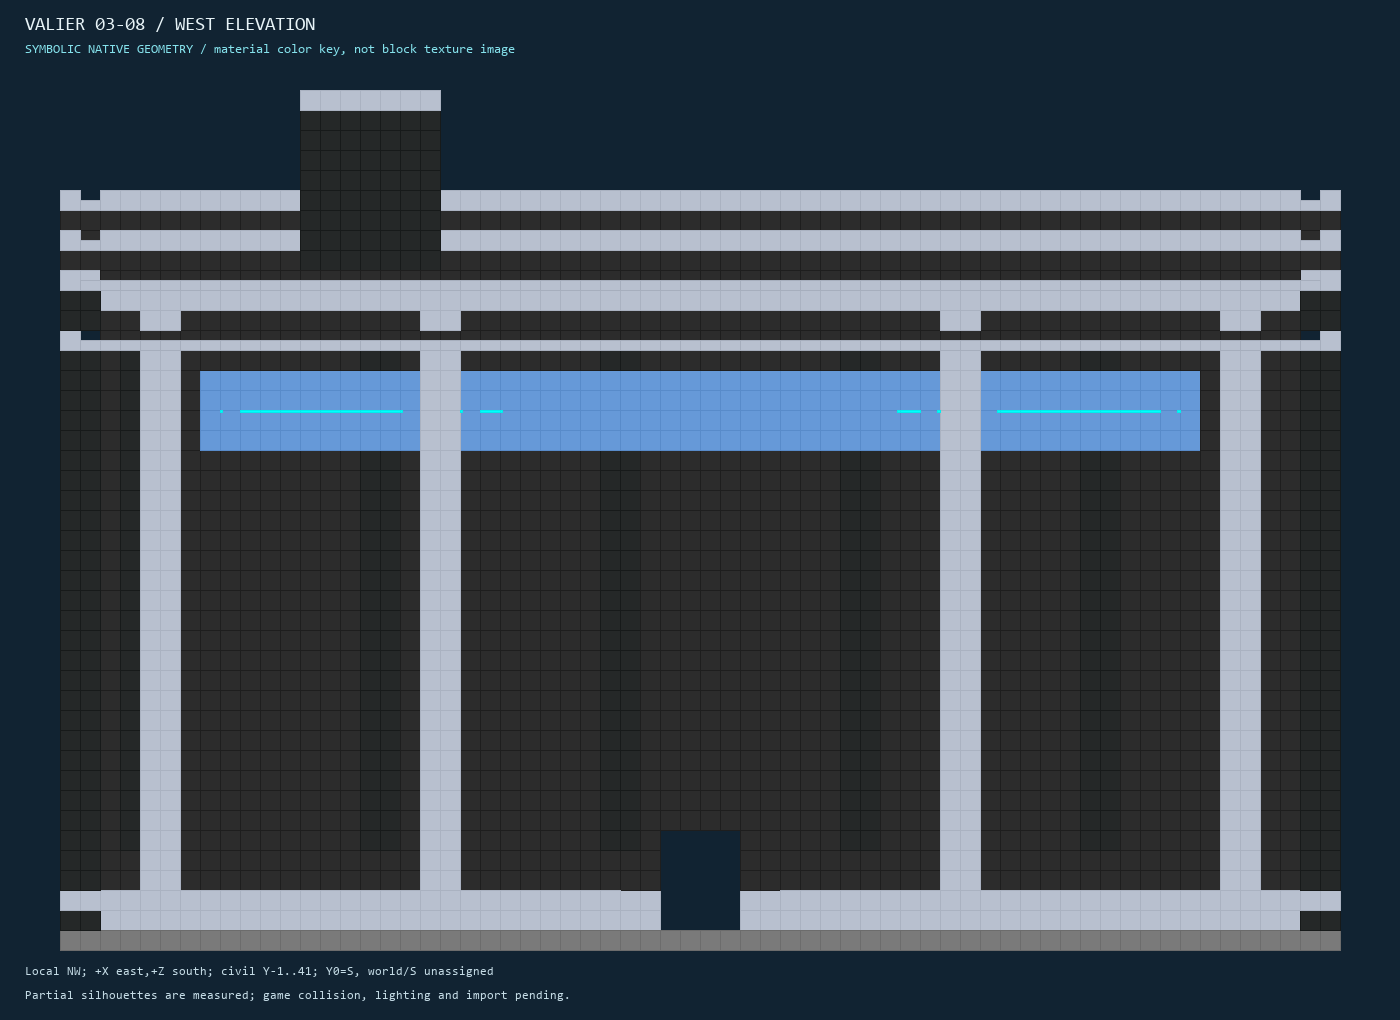 VALIER 03-08 / WEST ELEVATION
SYMBOLIC NATIVE GEOMETRY / material color key, not block texture image
Local NW; +X east,+Z south; civil Y-1..41; Y0=S, world/S unassigned
Partial silhouettes are measured; game collision, lighting and import pending.